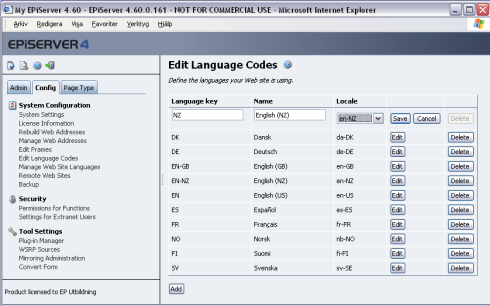 My EPiServer 4.60 - EPiServer 4.60.0.161 - NOT FOR COMMERCIAL USE - Microsoft Internet Explorer
Arkiv Redigera Visa Favoriter Verktyg Hjälp
EPISERVER 4
Admin Config Page Type
System Configuration
System Settings
License Information
Rebuild Web Addresses
Manage Web Addresses
Edit Frames
Edit Language Codes
Manage Web Site Languages
Remote Web Sites
Backup
Security
Permissions for Functions
Settings for Extranet Users
Tool Settings
Plug-in Manager
WSRP Sources
Mirroring Administration
Convert Form
Product licensed to EP Utbildning
Edit Language Codes
Define the languages your Web site is using.
Language key Name Locale
NZ English (NZ) en-NZ Save Cancel Delete
DK Dansk da-DK Edit Delete
DE Deutsch de-DE Edit Delete
EN-GB English (GB) en-GB Edit Delete
EN-NZ English (NZ) en-NZ Edit Delete
EN English (US) en-US Edit Delete
ES Español es-ES Edit Delete
FR Français fr-FR Edit Delete
NO Norsk nb-NO Edit Delete
FI Suomi fi-FI Edit Delete
SV Svenska sv-SE Edit Delete
Add